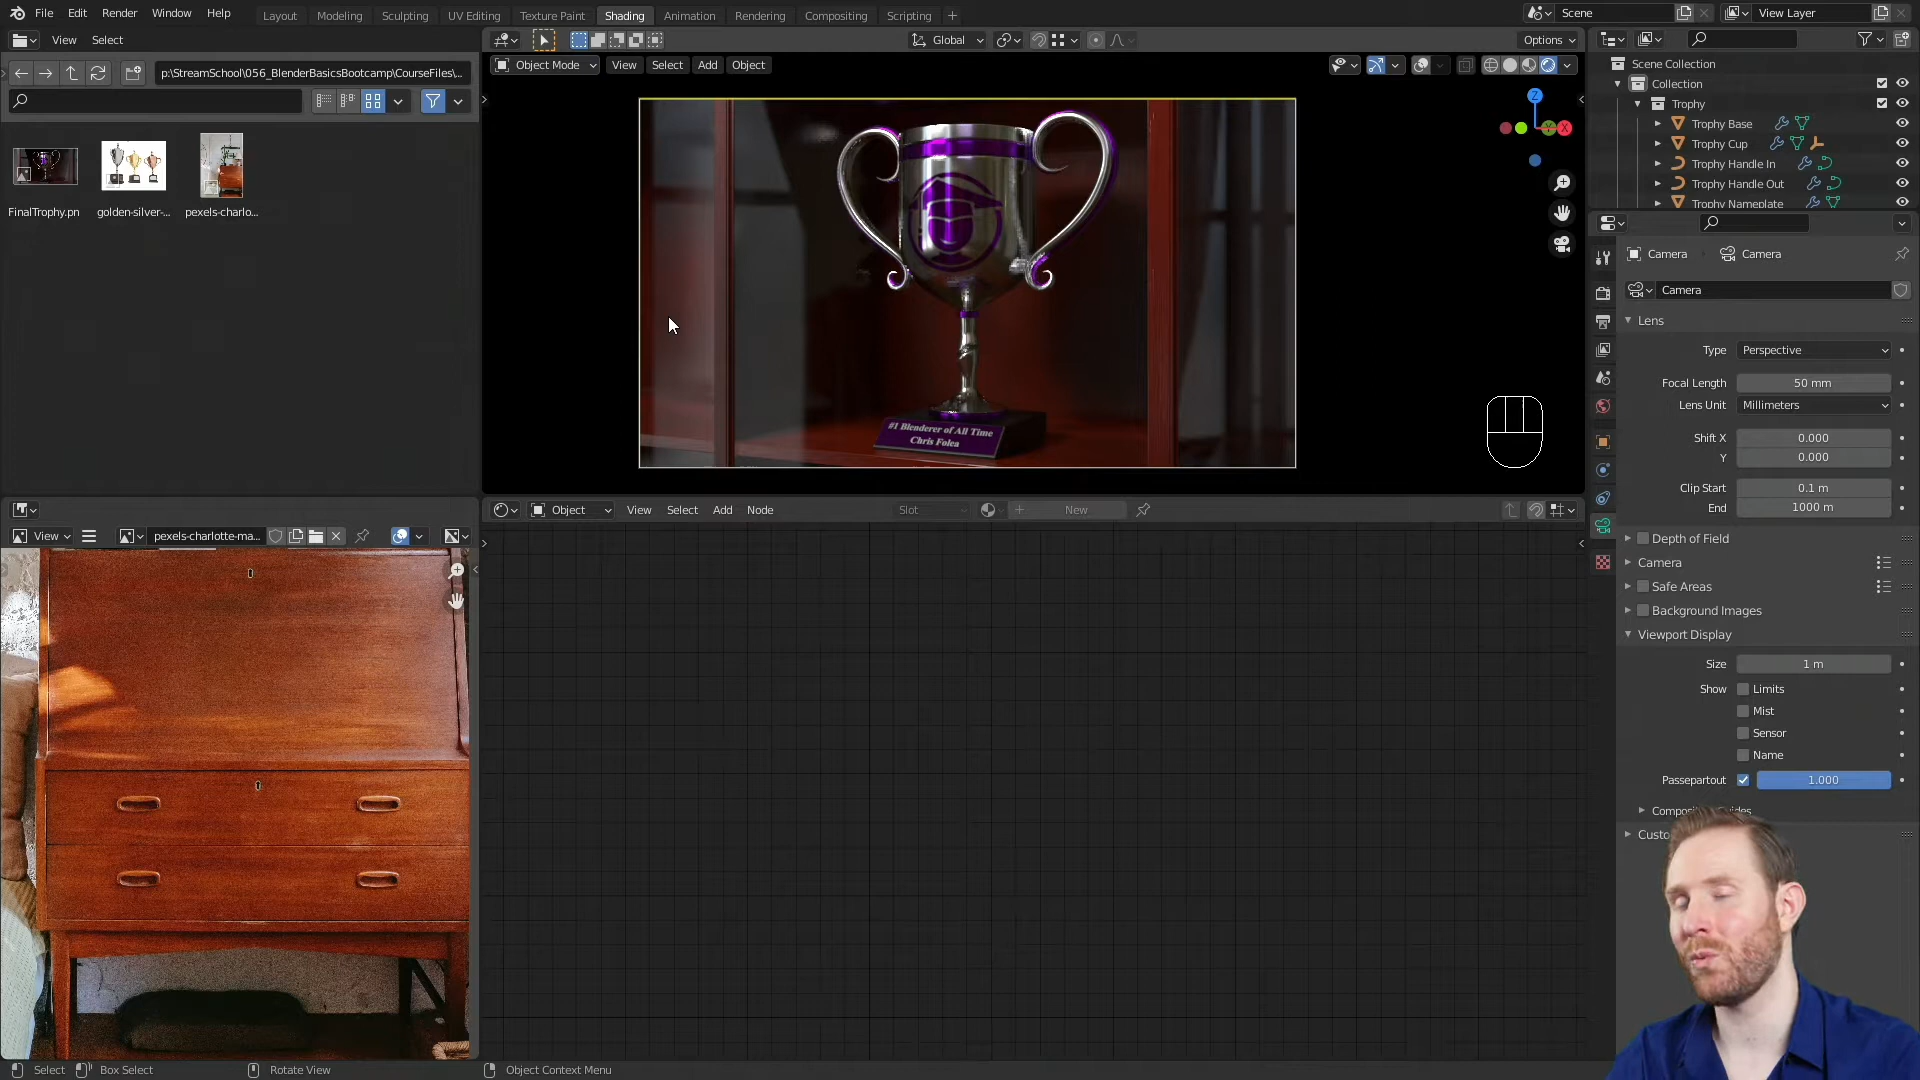 File Edit Render Window Help Layout Modeling Sculpting UV Editing Texture Paint Shading Animation Rendering Compositing Scripting + Scene View Layer
View Select
Global Options
p:\StreamSchool\056_BlenderBasicsBootcamp\CourseFiles\...
Object Mode View Select Add Object
FinalTrophy.pn golden-silver-... pexels-charlo...
Z
X
#1 Blenderer of All Time
Chris Folea
Scene Collection
Collection
Trophy
Trophy Base
Trophy Cup
Trophy Handle In
Trophy Handle Out
Trophy Nameplate
Camera Camera
Camera
Lens
Type Perspective
Focal Length 50 mm
Lens Unit Millimeters
Shift X 0.000
Y 0.000
Clip Start 0.1 m
End 1000 m
Depth of Field
Camera
Safe Areas
Background Images
Viewport Display
Size 1 m
Show Limits
Mist
Sensor
Name
Passepartout 1.000
Object View Select Add Node Slot New
View pexels-charlotte-ma...
Select Box Select Rotate View Object Context Menu